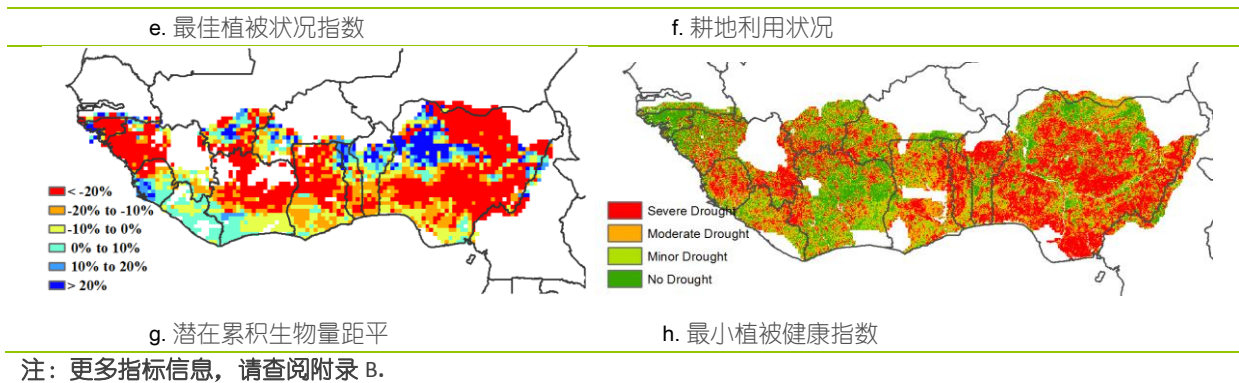 e. 最佳植被状况指数
f. 耕地利用状况
< -20%
-20% to -10%
-10% to 0%
0% to 10%
10% to 20%
> 20%
Severe Drought
Moderate Drought
Minor Drought
No Drought
g. 潜在累积生物量距平
h. 最小植被健康指数
注：更多指标信息，请查阅附录 B.